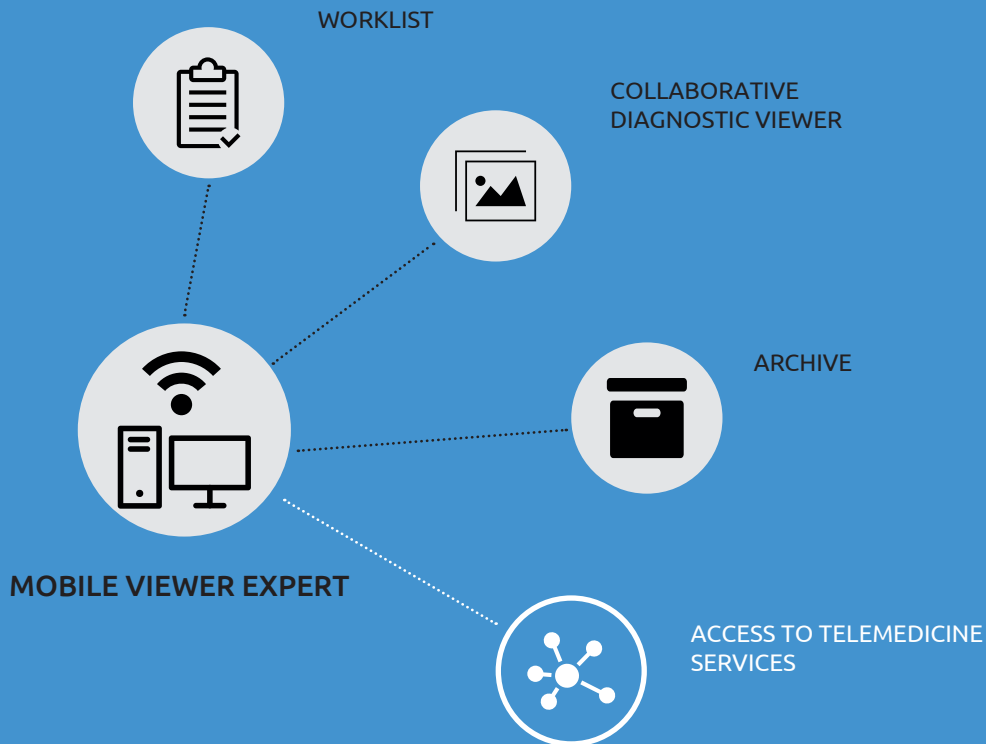 WORKLIST
COLLABORATIVE
DIAGNOSTIC VIEWER
ARCHIVE
MOBILE VIEWER EXPERT
ACCESS TO TELEMEDICINE
SERVICES